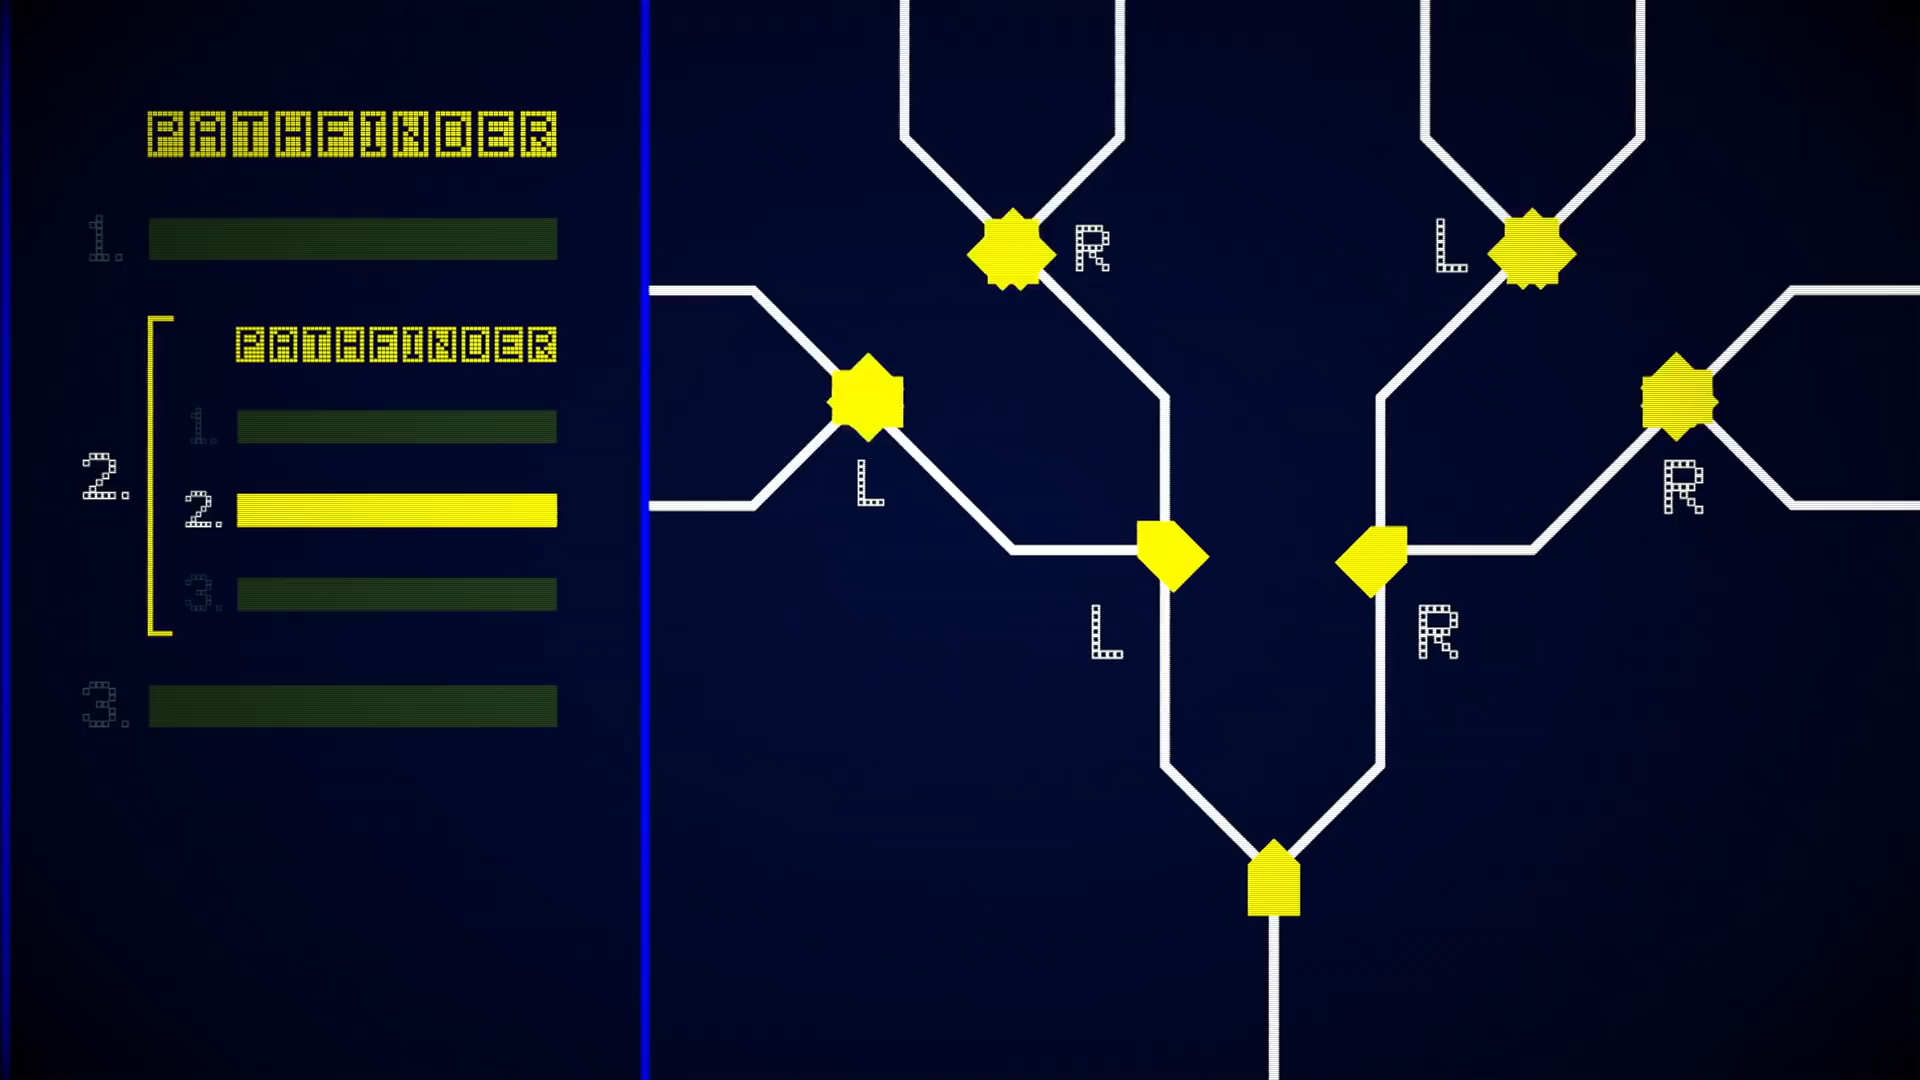 PATHFINDER
1.
PATHFINDER
1.
2.
2.
3.
3.
R
L
L
R
L
R